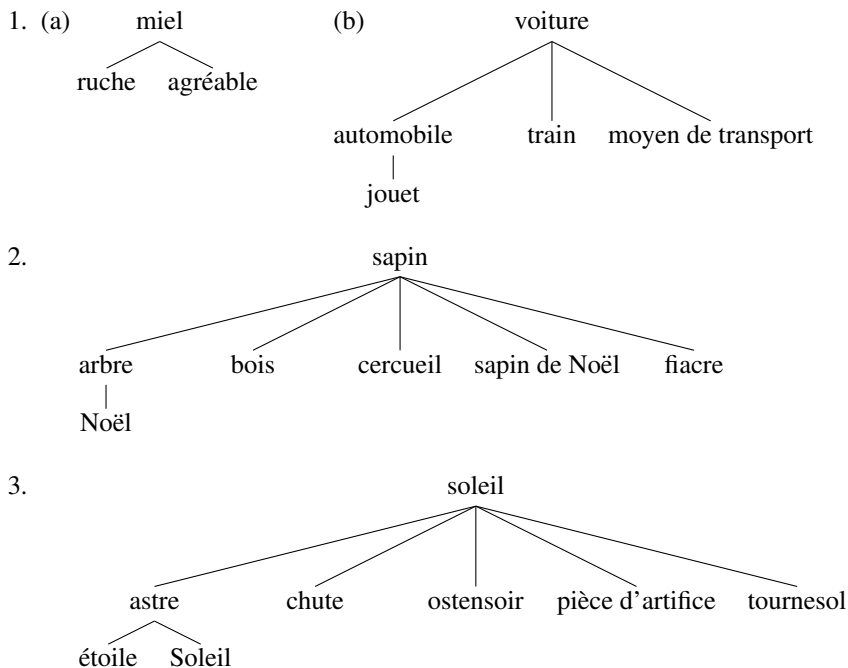 1. (a) miel (b) voiture
ruche agréable
automobile train moyen de transport
jouet
2. sapin
arbre bois cercueil sapin de Noël fiacre
Noël
3. soleil
astre chute ostensoir pièce d'artifice tournesol
étoile Soleil